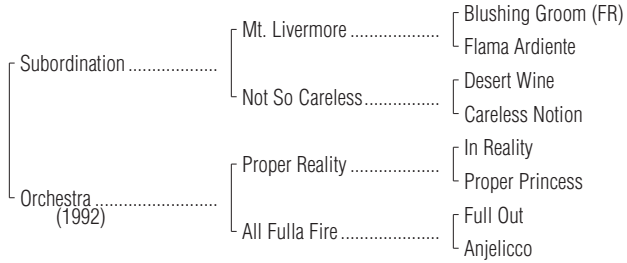 Blushing Groom (FR)
Mt. Livermore ....................
Flama Ardiente
Subordination ....................
Desert Wine
Not So Careless .................
Careless Notion
In Reality
Proper Reality ....................
Proper Princess
Orchestra ...........................
(1992)
Full Out
All Fulla Fire ......................
Anjelicco